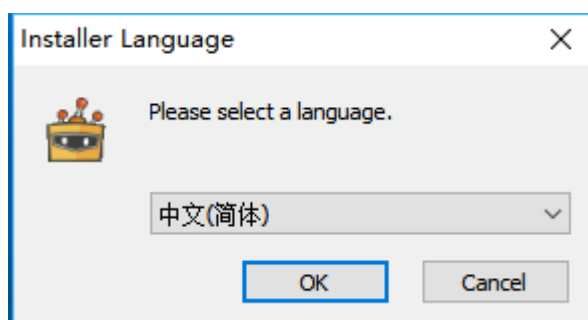 Installer Language
Please select a language.
中文(简体)
OK
Cancel